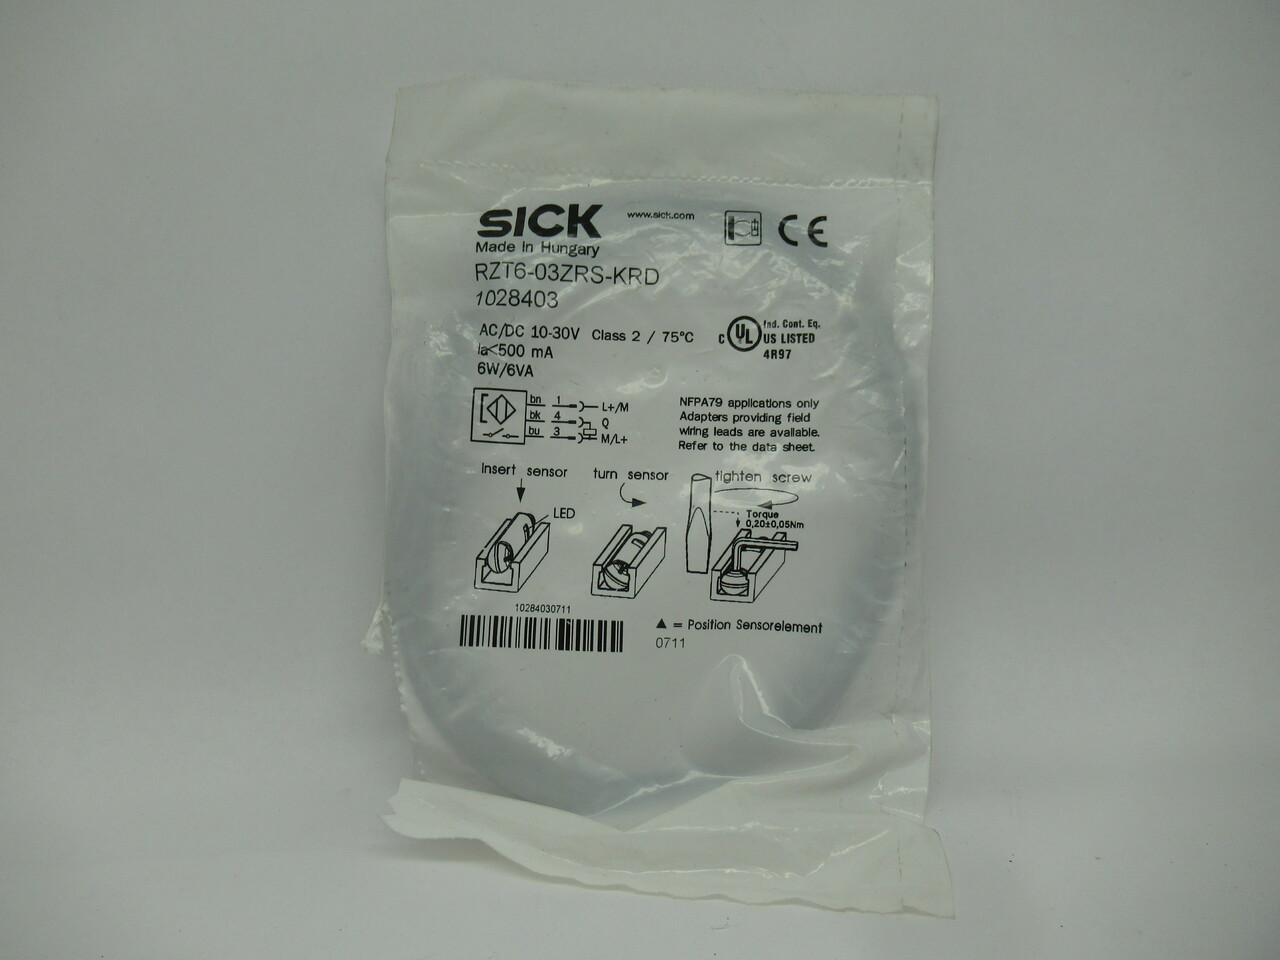 SICK
www.sick.com
CE
Made in Hungary
RZT6-03ZRS-KRD
1028403
AC/DC 10-30V Class 2 / 75°C
Ia<500 mA
6W/6VA
C UL US LISTED
Ind. Cont. Eq.
4R97
bn 1 L+/M
bk 4 Q
bu 3 M/L+
NFPA79 applications only
Adapters providing field
wiring leads are available.
Refer to the data sheet.
Insert sensor
turn sensor
tighten screw
LED
Torque
0,20±0,05Nm
10284030711
▲ = Position Sensorelement
0711